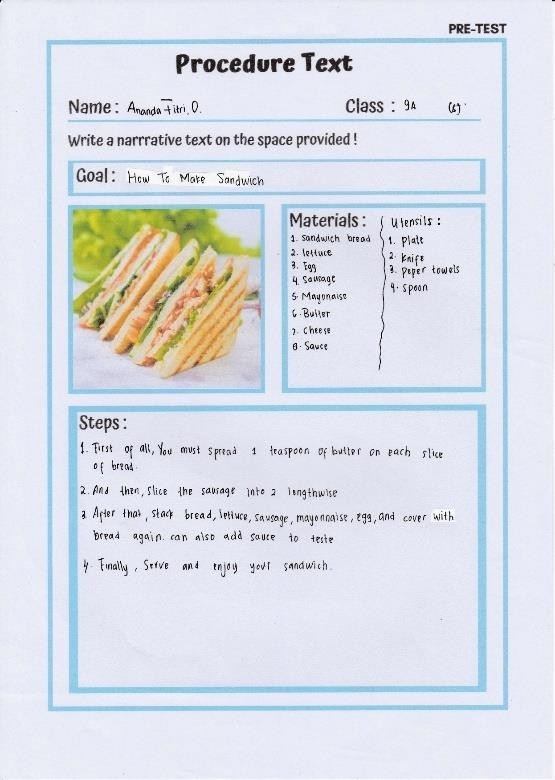 PRE-TEST
Procedure Text
Name : Ananda Fitri. O.
Class : 9A (6)
Write a narrrative text on the space provided !
Goal : How To Make Sandwich
Materials :
1. Sandwich bread
2. lettuce
3. Egg
4. Sausage
5. Mayonaise
6. Butter
7. Cheese
8. Sauce
Utensils :
1. Plate
2. Knife
3. Peper towels
4. Spoon
Steps :
1. First of all, You must spread 1 teaspoon of butter on each slice
of bread.
2. And then, slice the sausage into 2 lengthwise
3. After that, stack bread, lettuce, sausage, mayonnaise, egg, and cover with
bread again. can also add sauce to teste
4. Finally, Serve and enjoy your sandwich.